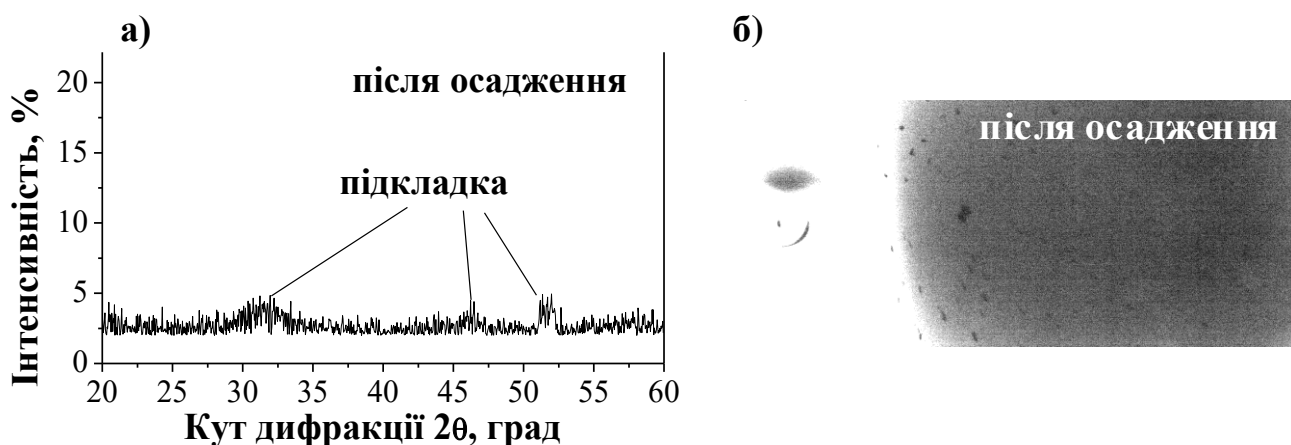 а)
після осадження
підкладка
Інтенсивність, %
20
15
10
5
0
20 25 30 35 40 45 50 55 60
Кут дифракції 2θ, град
б)
після осадження